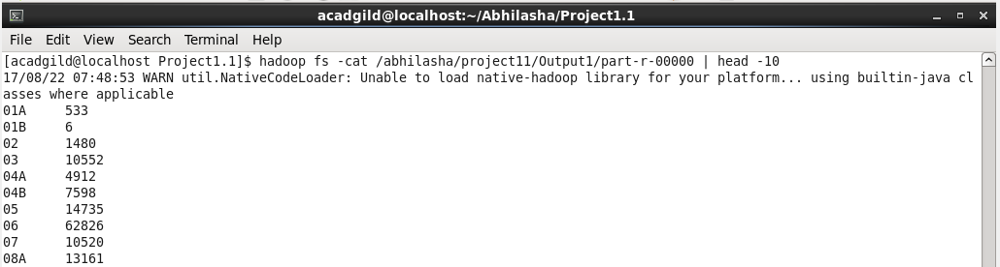 acadgild@localhost:~/Abhilasha/Project1.1
File Edit View Search Terminal Help
[acadgild@localhost Project1.1]$ hadoop fs -cat /abhilasha/project11/Output1/part-r-00000 | head -10
17/08/22 07:48:53 WARN util.NativeCodeLoader: Unable to load native-hadoop library for your platform... using builtin-java cl
asses where applicable
01A 533
01B 6
02 1480
03 10552
04A 4912
04B 7598
05 14735
06 62826
07 10520
08A 13161